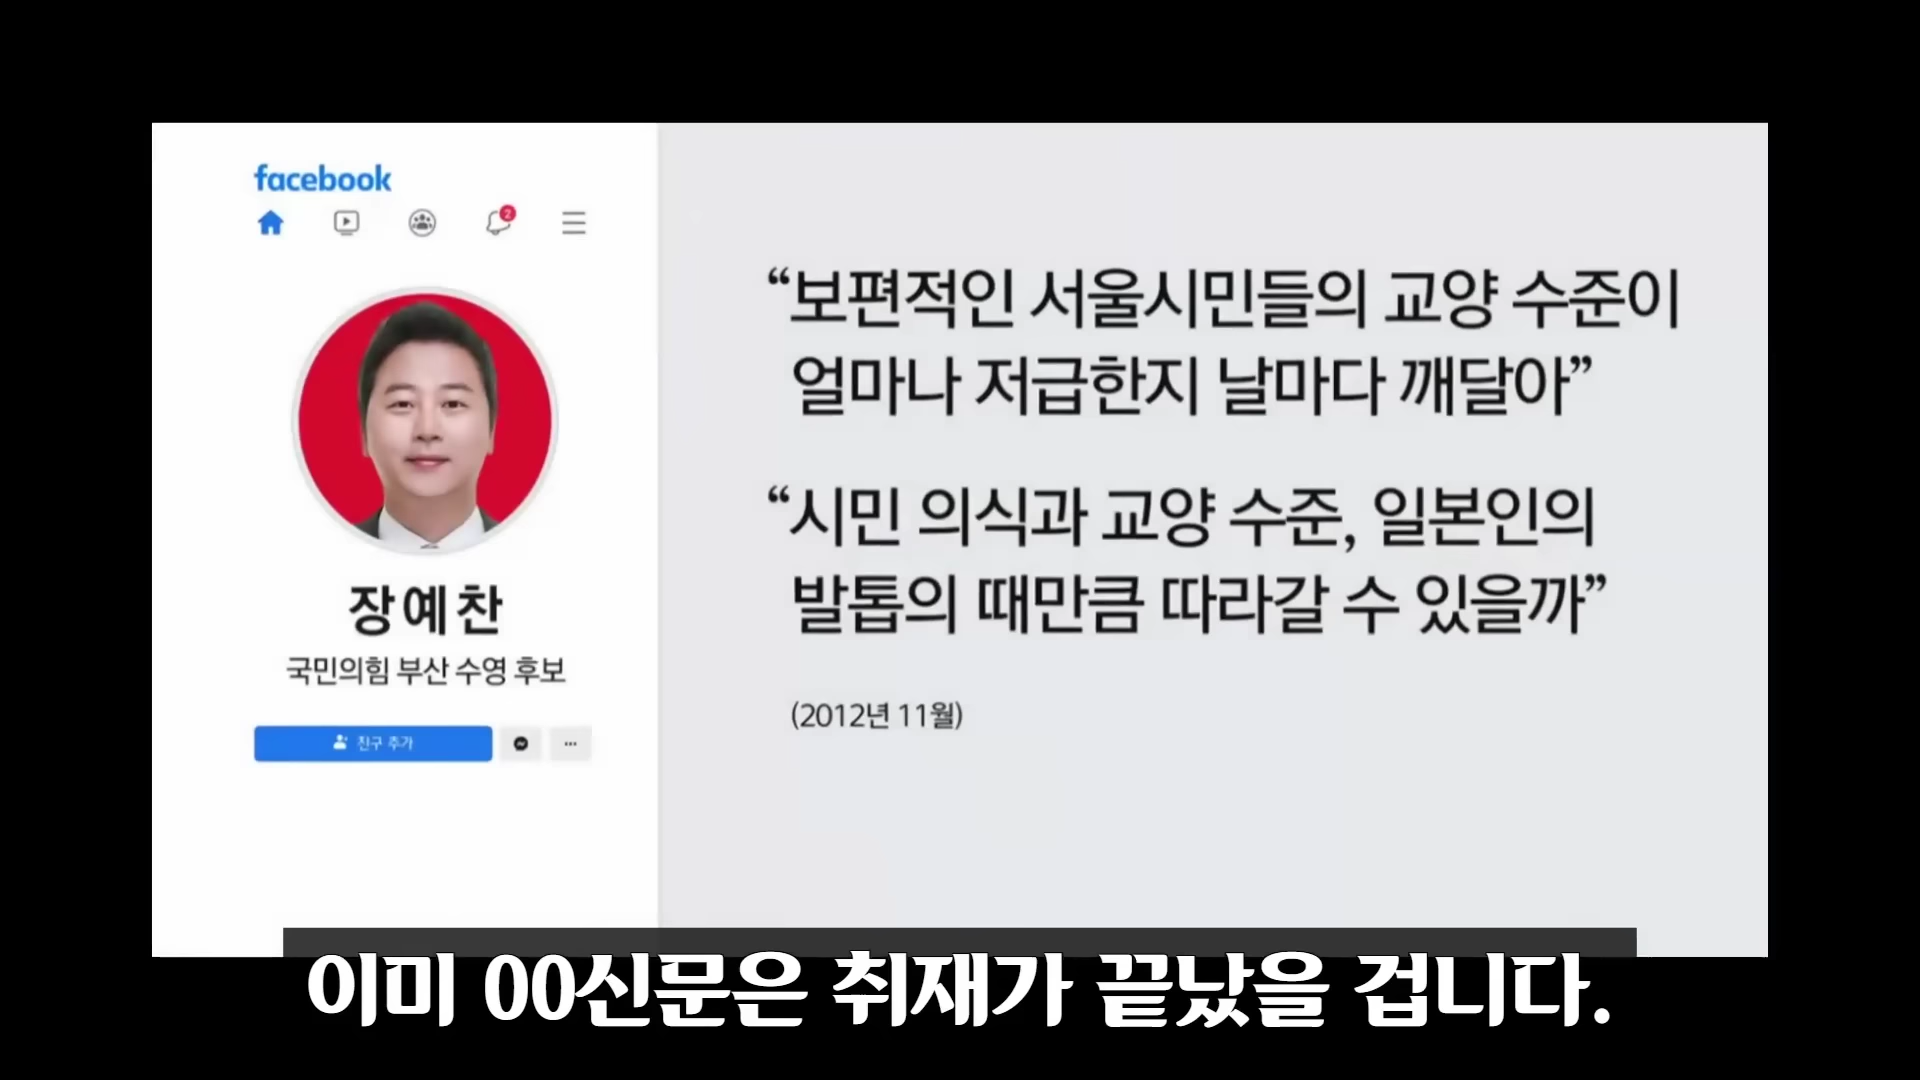 facebook
2
장예찬
국민의힘 부산 수영 후보
친구 추가
“보편적인 서울시민들의 교양 수준이
얼마나 저급한지 날마다 깨달아”
“시민 의식과 교양 수준, 일본인의
발톱의 때만큼 따라갈 수 있을까”
(2012년 11월)
이미 00신문은 취재가 끝났을 겁니다.